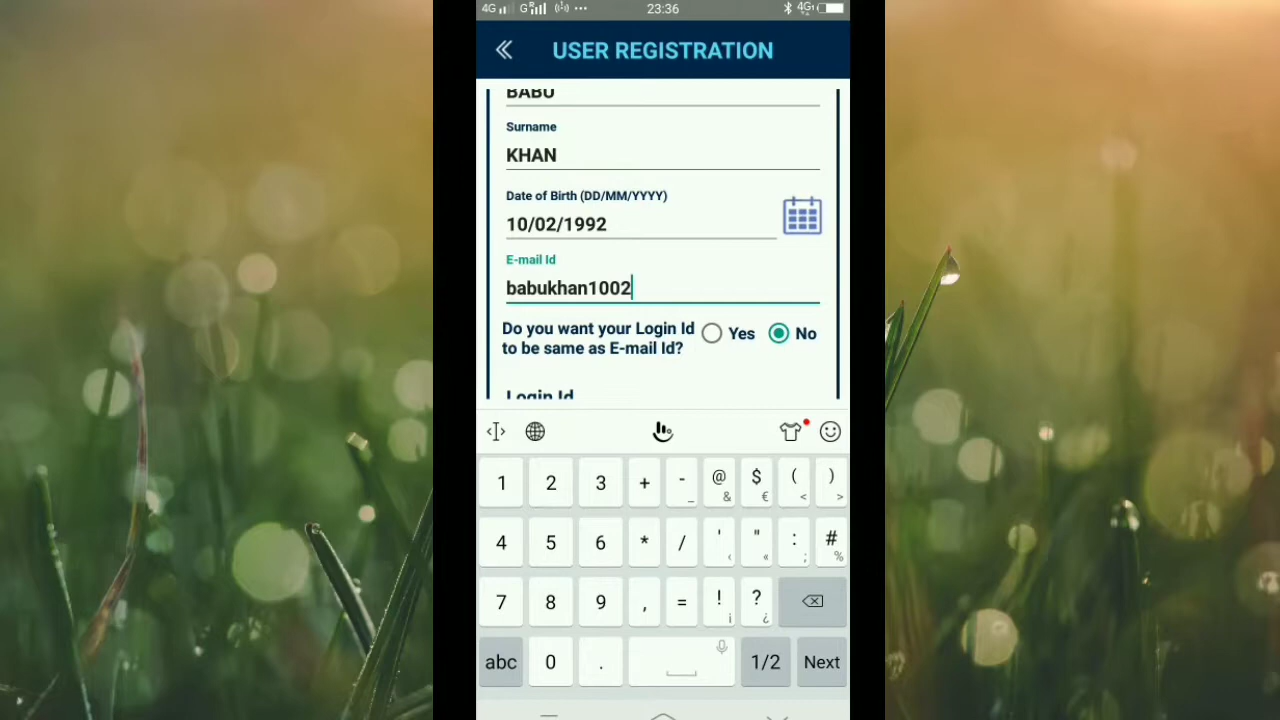 4G G R 23:36 4G
USER REGISTRATION
BABU
Surname
KHAN
Date of Birth (DD/MM/YYYY)
10/02/1992
E-mail Id
babukhan1002
Do you want your Login Id
to be same as E-mail Id?
Yes
No
Login Id
1 2 3 + - _ @ & $ € ( < ) >
4 5 6 * / ' ‹ " « : ; # %
7 8 9 , = ! ¡ ? ¿
abc 0 . 1/2 Next